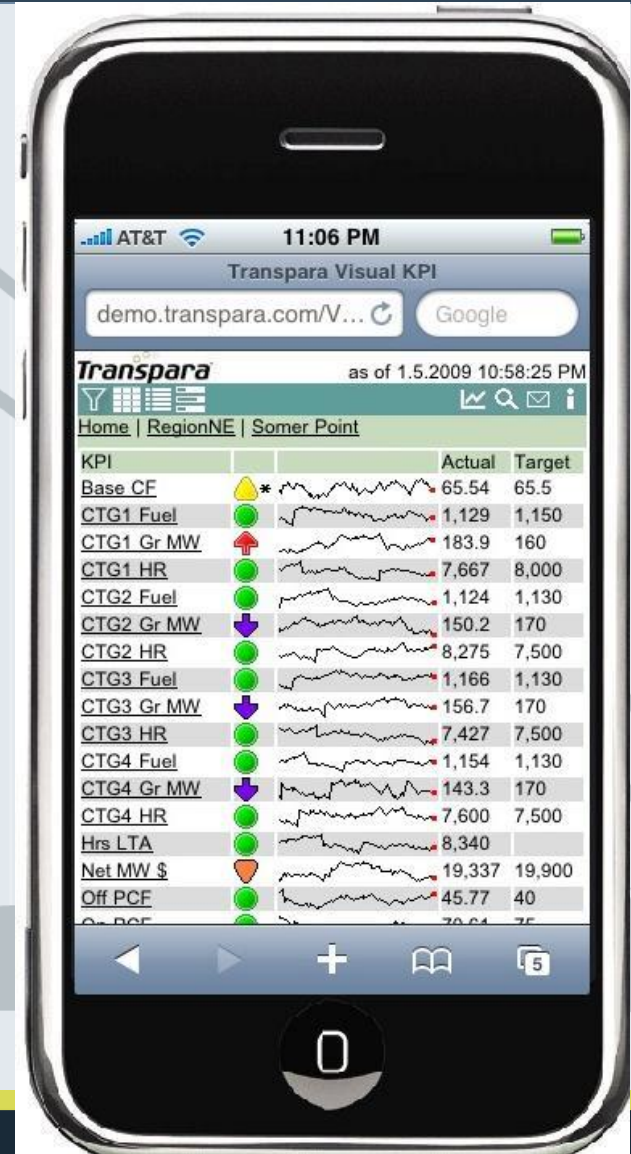 AT&T 11:06 PM
Transpara Visual KPI
demo.transpara.com/V... Google
Transpara as of 1.5.2009 10:58:25 PM
Home | RegionNE | Somer Point
KPI Actual Target
Base CF * 65.54 65.5
CTG1 Fuel 1,129 1,150
CTG1 Gr MW 183.9 160
CTG1 HR 7,667 8,000
CTG2 Fuel 1,124 1,130
CTG2 Gr MW 150.2 170
CTG2 HR 8,275 7,500
CTG3 Fuel 1,166 1,130
CTG3 Gr MW 156.7 170
CTG3 HR 7,427 7,500
CTG4 Fuel 1,154 1,130
CTG4 Gr MW 143.3 170
CTG4 HR 7,600 7,500
Hrs LTA 8,340
Net MW $ 19,337 19,900
Off PCF 45.77 40
5